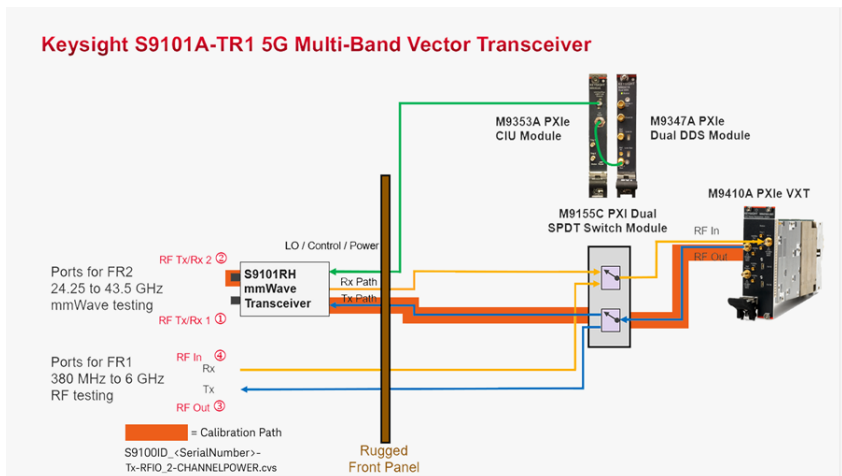 Keysight S9101A-TR1 5G Multi-Band Vector Transceiver
M9353A PXIe
CIU Module
M9347A PXIe
Dual DDS Module
M9155C PXI Dual
SPDT Switch Module
M9410A PXIe VXT
RF In
RF Out
LO / Control / Power
Ports for FR2
24.25 to 43.5 GHz
mmWave testing
RF Tx/Rx 2 ②
S9101RH
mmWave
Transceiver
Rx Path
Tx Path
RF Tx/Rx 1 ①
Ports for FR1
380 MHz to 6 GHz
RF testing
RF In ④
Rx
Tx
RF Out ③
= Calibration Path
S9100ID_<SerialNumber>-
Tx-RFIO_2-CHANNELPOWER.cvs
Rugged
Front Panel